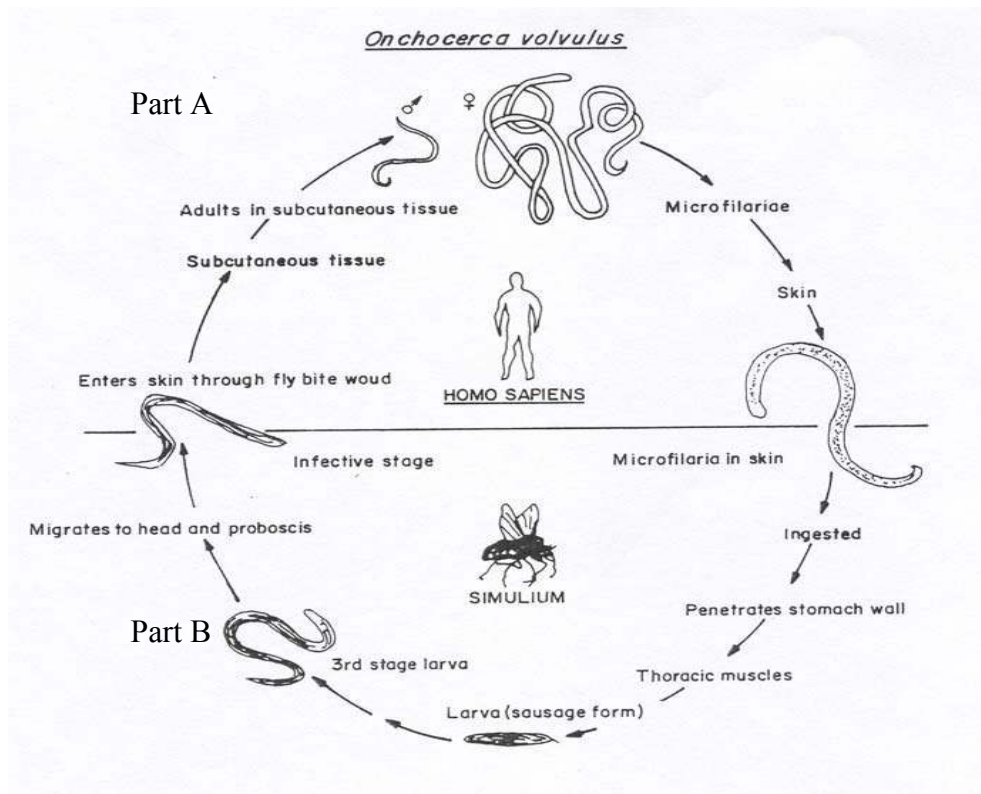 Onchocerca volvulus
Part A
Adults in subcutaneous tissue
Microfilariae
Subcutaneous tissue
Skin
Enters skin through fly bite woud
HOMO SAPIENS
Infective stage
Microfilaria in skin
Migrates to head and proboscis
Ingested
SIMULIUM
Penetrates stomach wall
Part B
3rd stage larva
Thoracic muscles
Larva (sausage form)